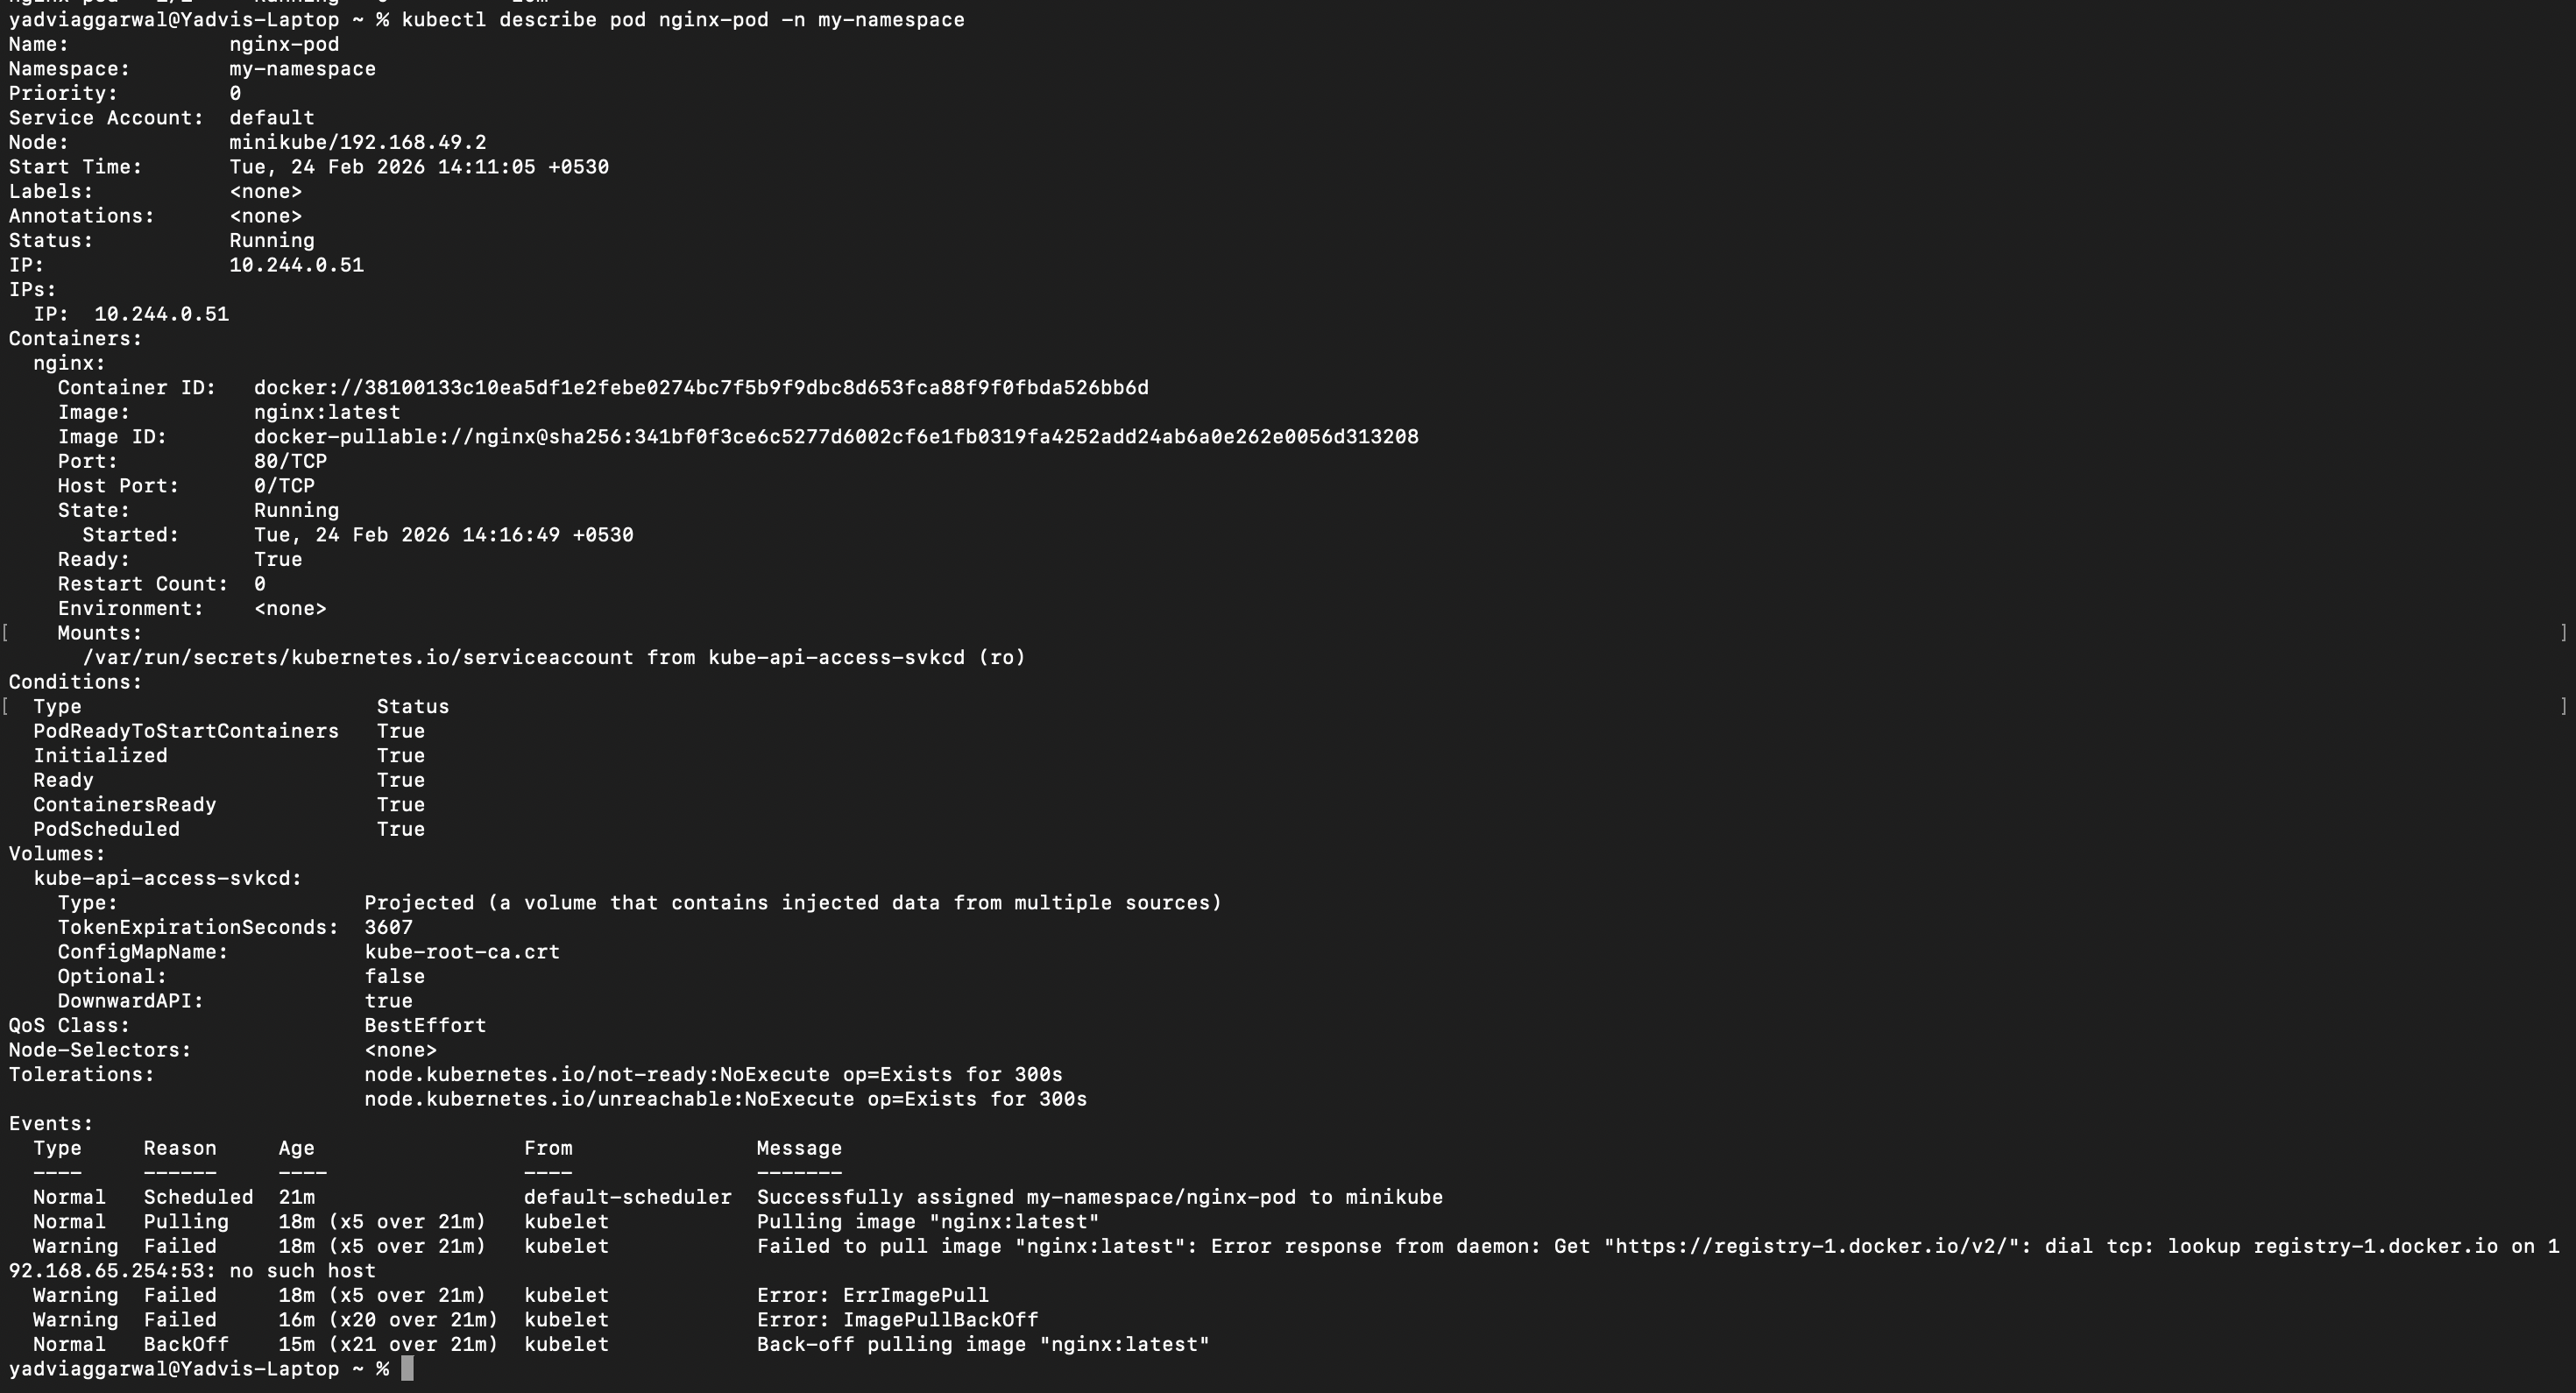 yadviaggarwal@Yadvis-Laptop ~ % kubectl describe pod nginx-pod -n my-namespace
Name:             nginx-pod
Namespace:        my-namespace
Priority:         0
Service Account:  default
Node:             minikube/192.168.49.2
Start Time:       Tue, 24 Feb 2026 14:11:05 +0530
Labels:           <none>
Annotations:      <none>
Status:           Running
IP:               10.244.0.51
IPs:
  IP:  10.244.0.51
Containers:
  nginx:
    Container ID:   docker://38100133c10ea5df1e2febe0274bc7f5b9f9dbc8d653fca88f9f0fbda526bb6d
    Image:          nginx:latest
    Image ID:       docker-pullable://nginx@sha256:341bf0f3ce6c5277d6002cf6e1fb0319fa4252add24ab6a0e262e0056d313208
    Port:           80/TCP
    Host Port:      0/TCP
    State:          Running
      Started:      Tue, 24 Feb 2026 14:16:49 +0530
    Ready:          True
    Restart Count:  0
    Environment:    <none>
[    Mounts: ]
      /var/run/secrets/kubernetes.io/serviceaccount from kube-api-access-svkcd (ro)
Conditions:
[  Type                        Status ]
  PodReadyToStartContainers   True
  Initialized                 True
  Ready                       True
  ContainersReady             True
  PodScheduled                True
Volumes:
  kube-api-access-svkcd:
    Type:                    Projected (a volume that contains injected data from multiple sources)
    TokenExpirationSeconds:  3607
    ConfigMapName:           kube-root-ca.crt
    Optional:                false
    DownwardAPI:             true
QoS Class:                   BestEffort
Node-Selectors:              <none>
Tolerations:                 node.kubernetes.io/not-ready:NoExecute op=Exists for 300s
                             node.kubernetes.io/unreachable:NoExecute op=Exists for 300s
Events:
  Type     Reason     Age                 From               Message
  ----     ------     ----                ----               -------
  Normal   Scheduled  21m                 default-scheduler  Successfully assigned my-namespace/nginx-pod to minikube
  Normal   Pulling    18m (x5 over 21m)   kubelet            Pulling image "nginx:latest"
  Warning  Failed     18m (x5 over 21m)   kubelet            Failed to pull image "nginx:latest": Error response from daemon: Get "https://registry-1.docker.io/v2/": dial tcp: lookup registry-1.docker.io on 1
92.168.65.254:53: no such host
  Warning  Failed     18m (x5 over 21m)   kubelet            Error: ErrImagePull
  Warning  Failed     16m (x20 over 21m)  kubelet            Error: ImagePullBackOff
  Normal   BackOff    15m (x21 over 21m)  kubelet            Back-off pulling image "nginx:latest"
yadviaggarwal@Yadvis-Laptop ~ %